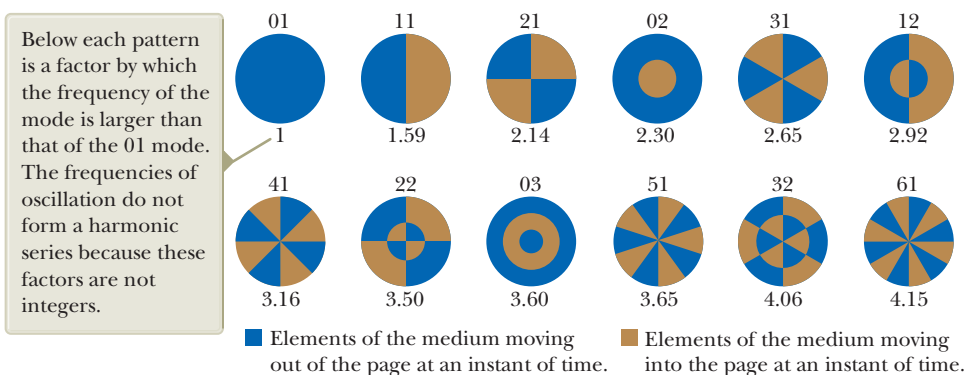 Below each pattern
is a factor by which
the frequency of the
mode is larger than
that of the 01 mode.
The frequencies of
oscillation do not
form a harmonic
series because these
factors are not
integers.
01 11 21 02 31 12
1 1.59 2.14 2.30 2.65 2.92
41 22 03 51 32 61
3.16 3.50 3.60 3.65 4.06 4.15
Elements of the medium moving
out of the page at an instant of time.
Elements of the medium moving
into the page at an instant of time.